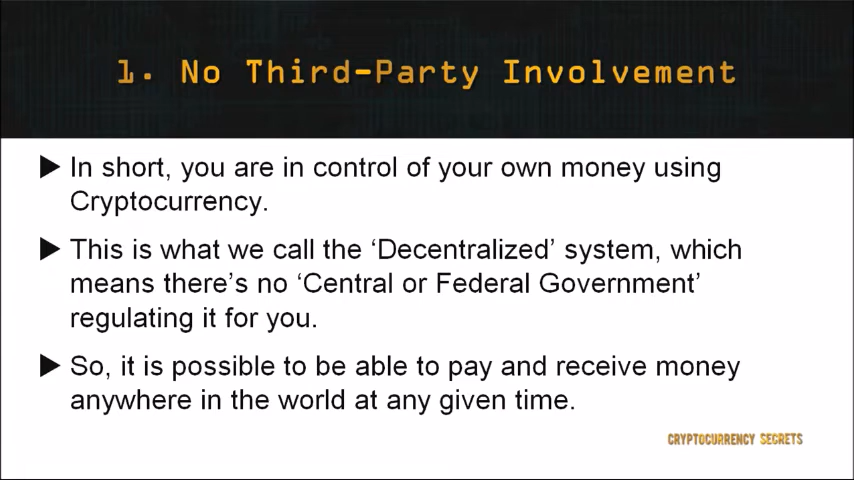 1. No Third-Party Involvement
▶ In short, you are in control of your own money using
Cryptocurrency.
▶ This is what we call the ‘Decentralized’ system, which
means there’s no ‘Central or Federal Government’
regulating it for you.
▶ So, it is possible to be able to pay and receive money
anywhere in the world at any given time.
CRYPTOCURRENCY SECRETS